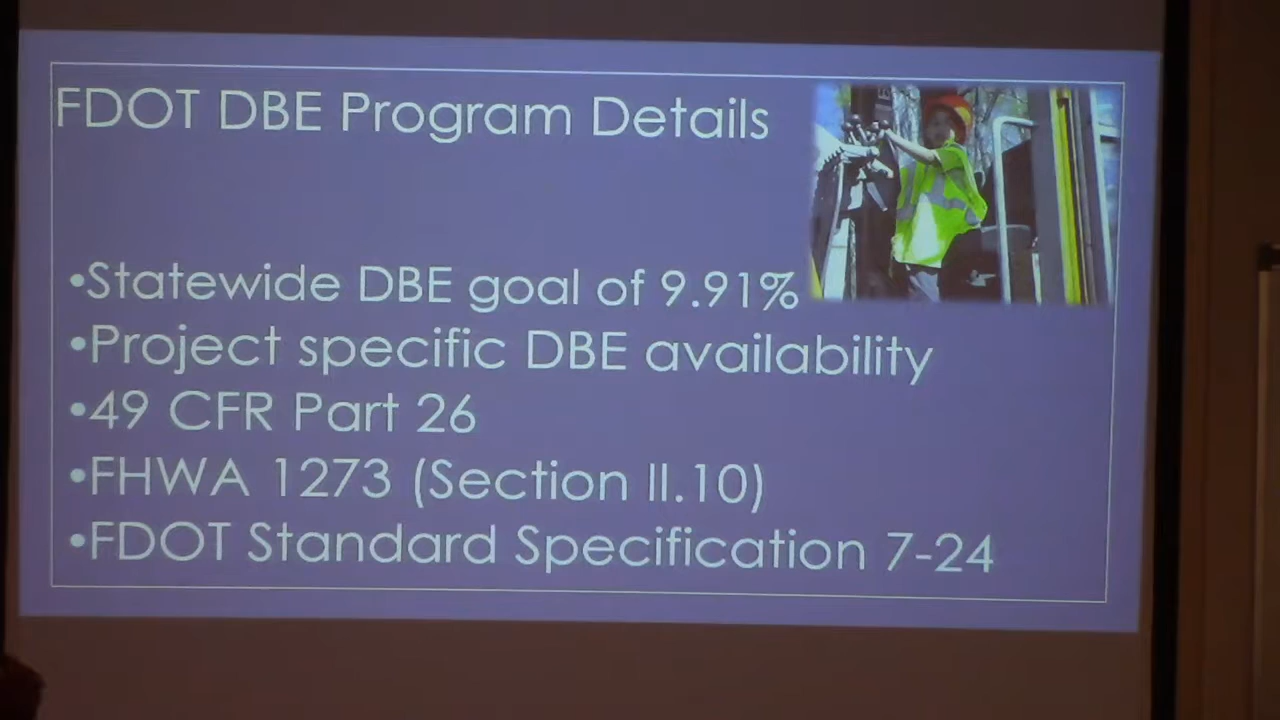 FDOT DBE Program Details
•Statewide DBE goal of 9.91%
•Project specific DBE availability
•49 CFR Part 26
•FHWA 1273 (Section II.10)
•FDOT Standard Specification 7-24